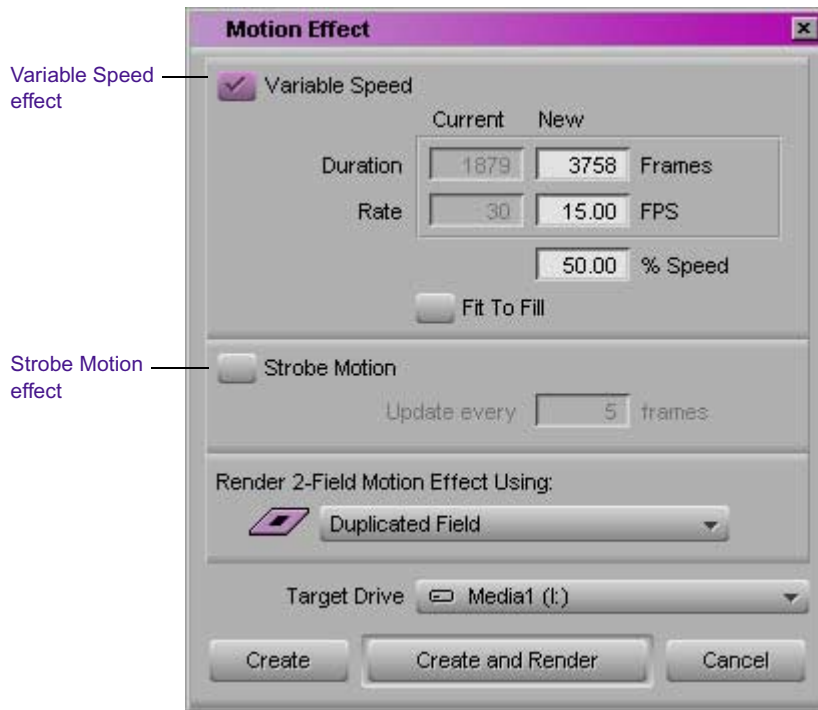 Motion Effect
Variable Speed
effect
Variable Speed
Current New
Duration 1879 3758 Frames
Rate 30 15.00 FPS
50.00 % Speed
Fit To Fill
Strobe Motion
effect
Strobe Motion
Update every 5 frames
Render 2-Field Motion Effect Using:
Duplicated Field
Target Drive Media1 (I:)
Create Create and Render Cancel